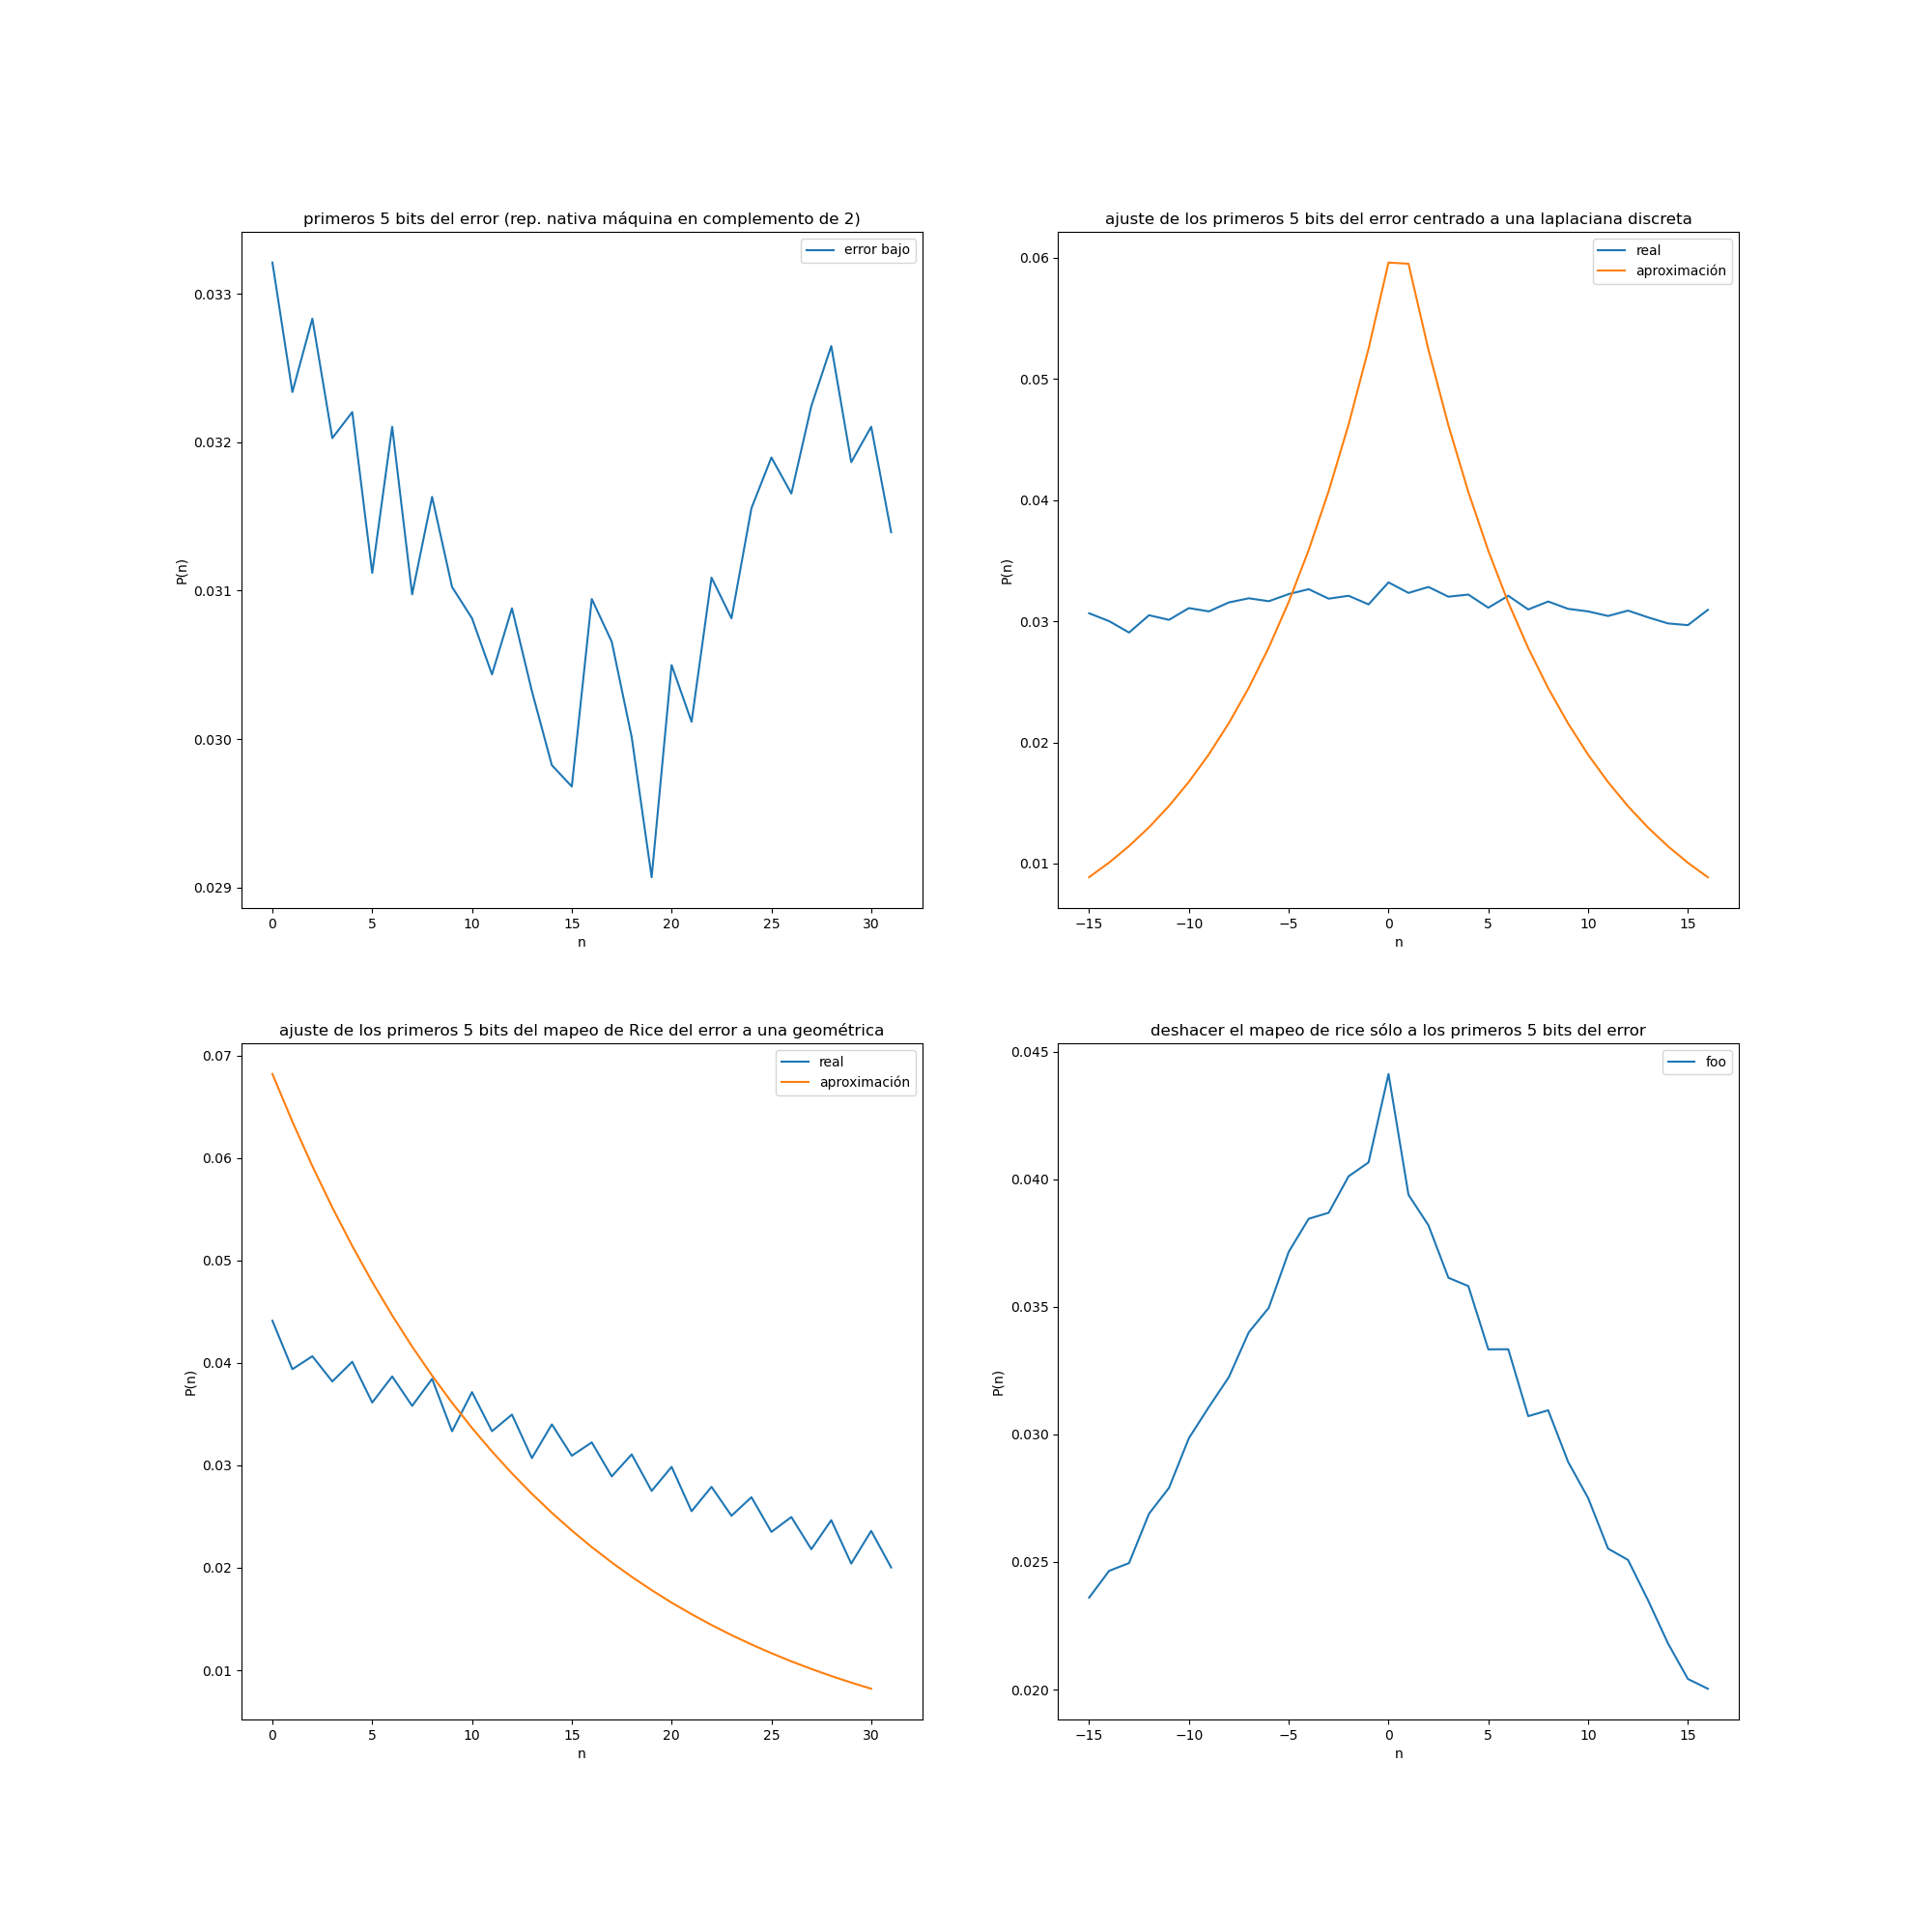 primeros 5 bits del error (rep. nativa máquina en complemento de 2)
error bajo
0.033
0.032
0.031
0.030
0.029
P(n)
0 5 10 15 20 25 30
n
ajuste de los primeros 5 bits del error centrado a una laplaciana discreta
real
aproximación
0.06
0.05
0.04
0.03
0.02
0.01
P(n)
−15 −10 −5 0 5 10 15
n
ajuste de los primeros 5 bits del mapeo de Rice del error a una geométrica
real
aproximación
0.07
0.06
0.05
0.04
0.03
0.02
0.01
P(n)
0 5 10 15 20 25 30
n
deshacer el mapeo de rice sólo a los primeros 5 bits del error
foo
0.045
0.040
0.035
0.030
0.025
0.020
P(n)
−15 −10 −5 0 5 10 15
n